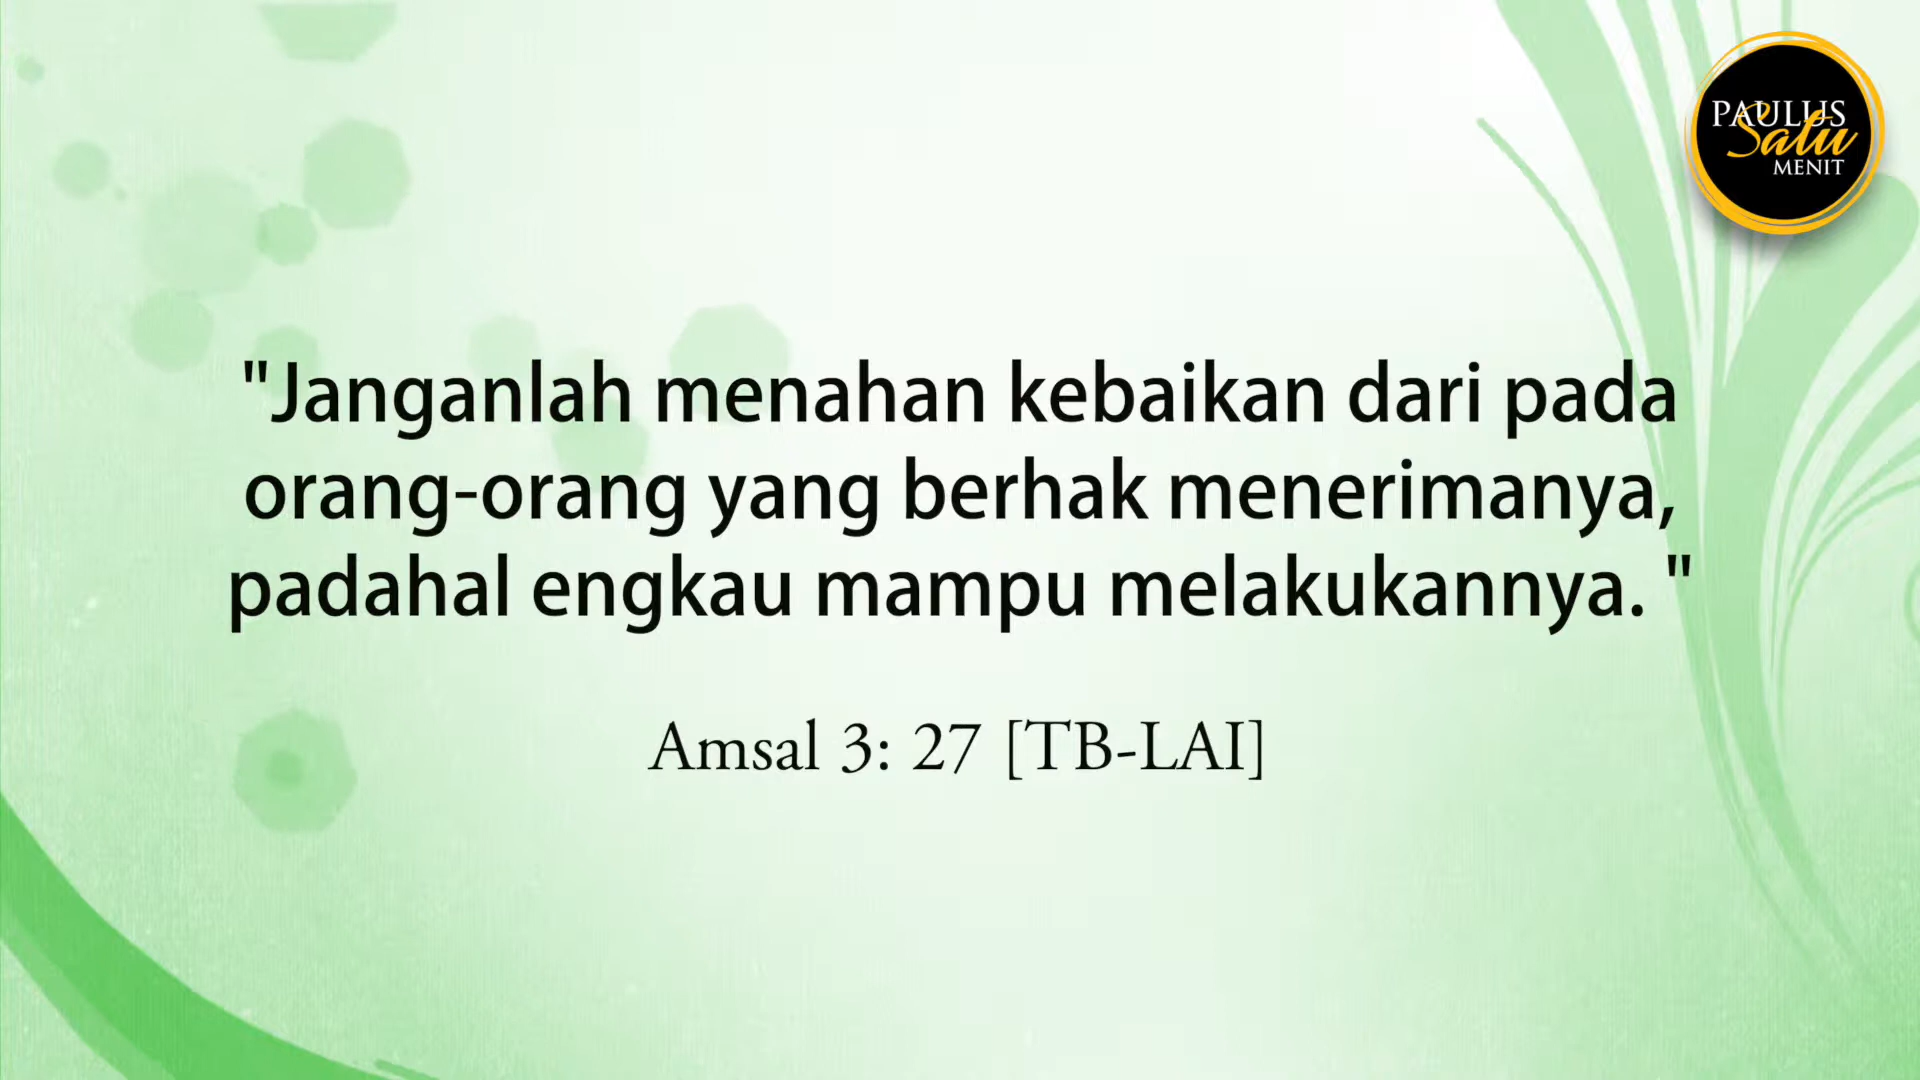 PAULUS
Satu
MENIT
"Janganlah menahan kebaikan dari pada
orang-orang yang berhak menerimanya,
padahal engkau mampu melakukannya. "
Amsal 3: 27 [TB-LAI]